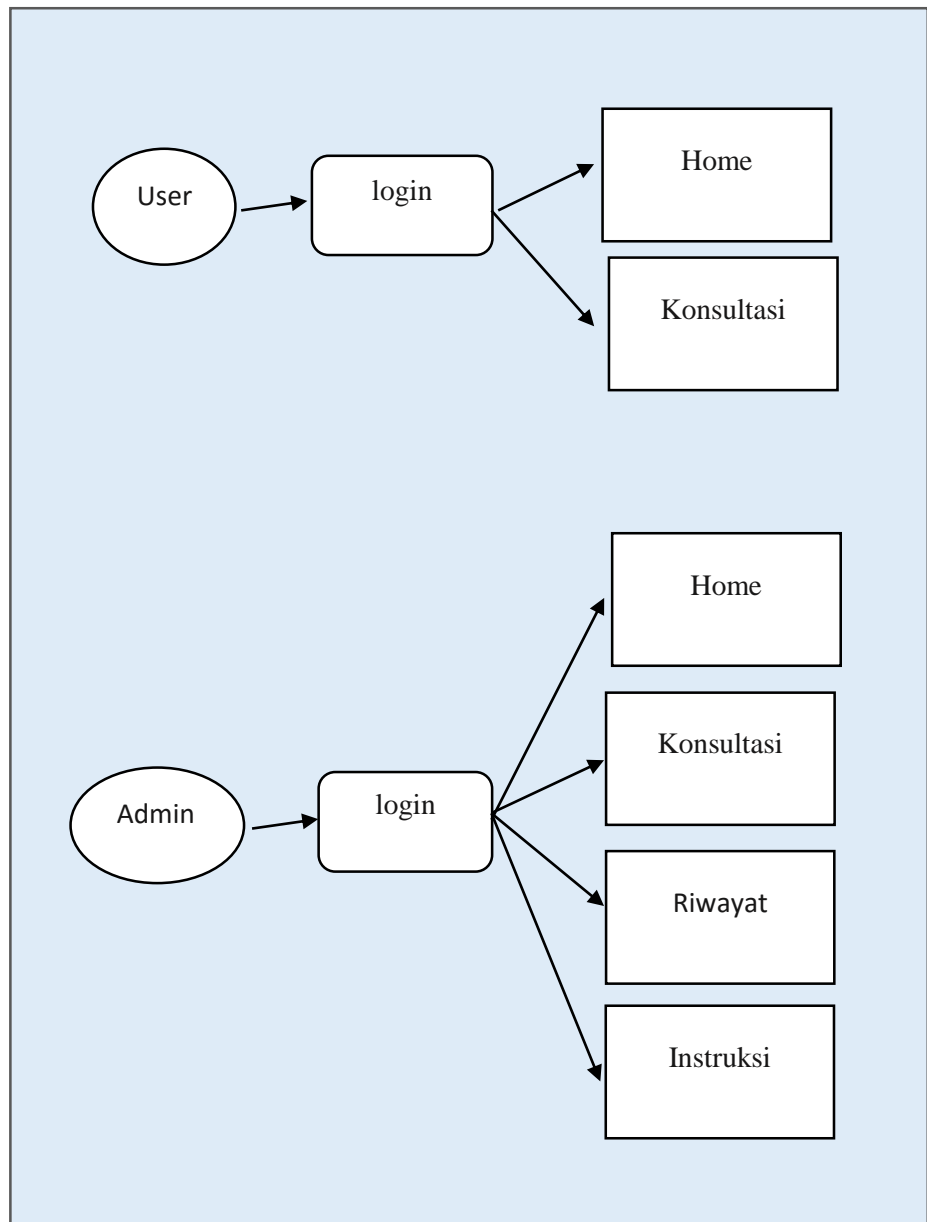 User
login
Home
Konsultasi
Admin
login
Home
Konsultasi
Riwayat
Instruksi